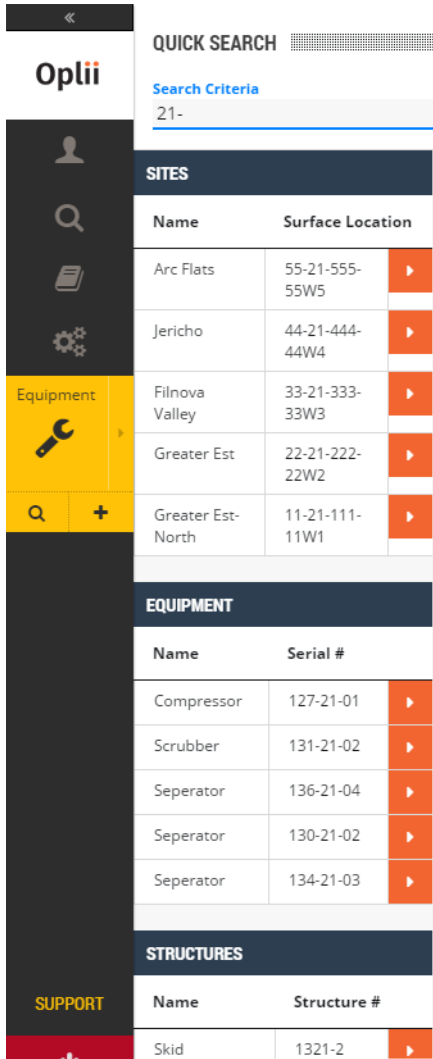 «
Oplii
Equipment
+
SUPPORT
QUICK SEARCH
Search Criteria
21-
SITES
Name Surface Location
Arc Flats 55-21-555-
55W5
Jericho 44-21-444-
44W4
Filnova 33-21-333-
Valley 33W3
Greater Est 22-21-222-
22W2
Greater Est- 11-21-111-
North 11W1
EQUIPMENT
Name Serial #
Compressor 127-21-01
Scrubber 131-21-02
Seperator 136-21-04
Seperator 130-21-02
Seperator 134-21-03
STRUCTURES
Name Structure #
Skid 1321-2